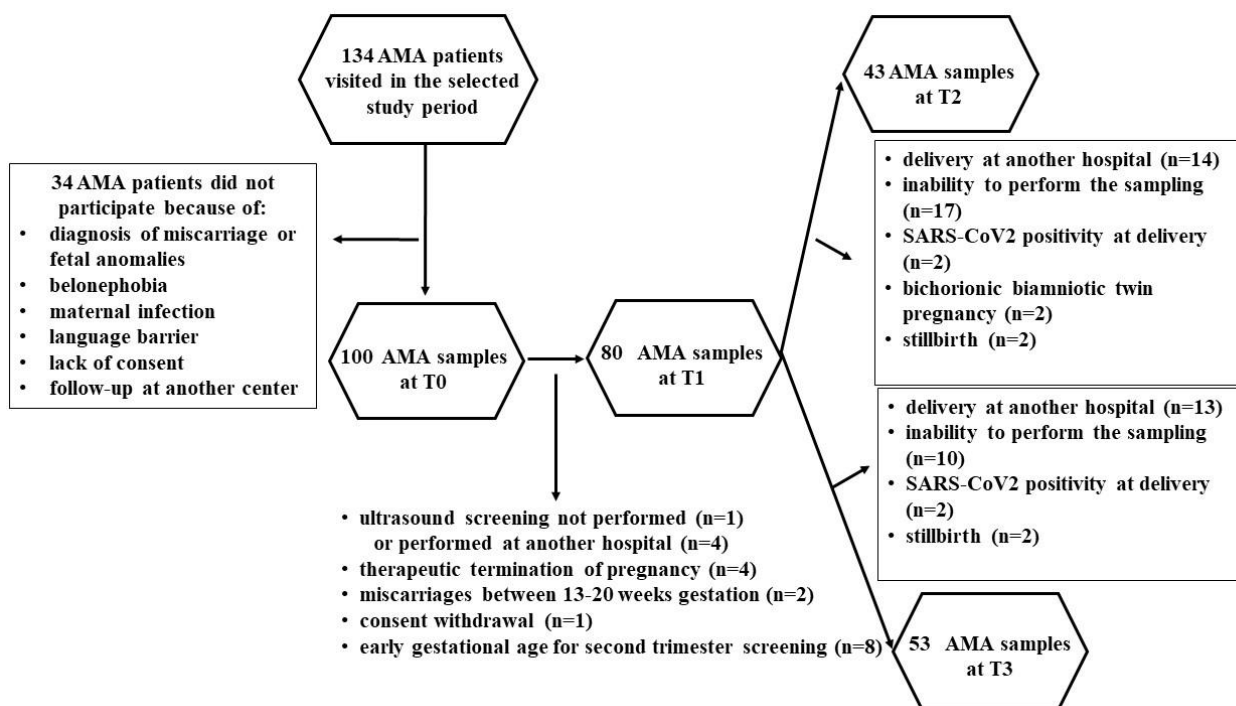 134 AMA patients
visited in the selected
study period
34 AMA patients did not
participate because of:
• diagnosis of miscarriage or
fetal anomalies
• belonephobia
• maternal infection
• language barrier
• lack of consent
• follow-up at another center
100 AMA samples
at T0
80 AMA samples
at T1
• ultrasound screening not performed (n=1)
or performed at another hospital (n=4)
• therapeutic termination of pregnancy (n=4)
• miscarriages between 13-20 weeks gestation (n=2)
• consent withdrawal (n=1)
• early gestational age for second trimester screening (n=8)
43 AMA samples
at T2
• delivery at another hospital (n=14)
• inability to perform the sampling
(n=17)
• SARS-CoV2 positivity at delivery
(n=2)
• bichorionic biamniotic twin
pregnancy (n=2)
• stillbirth (n=2)
• delivery at another hospital (n=13)
• inability to perform the sampling
(n=10)
• SARS-CoV2 positivity at delivery
(n=2)
• stillbirth (n=2)
53 AMA samples
at T3